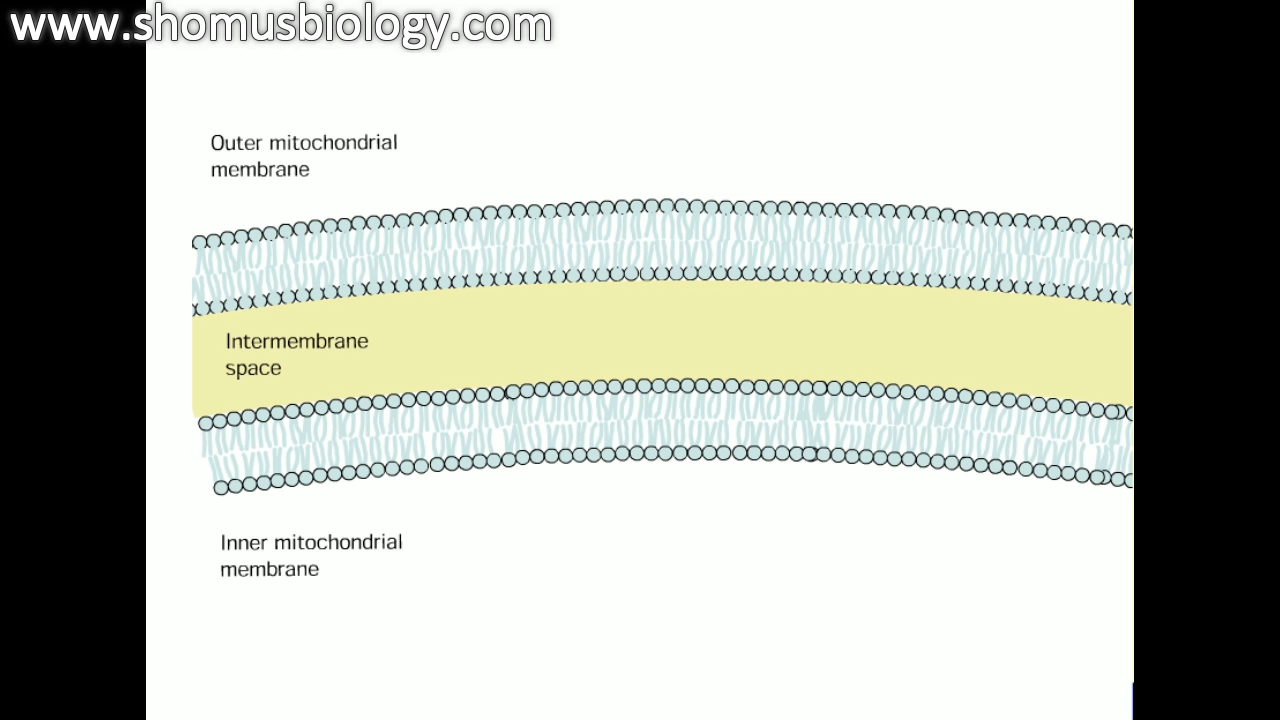 www.shomusbiology.com
Outer mitochondrial
membrane
Intermembrane
space
Inner mitochondrial
membrane